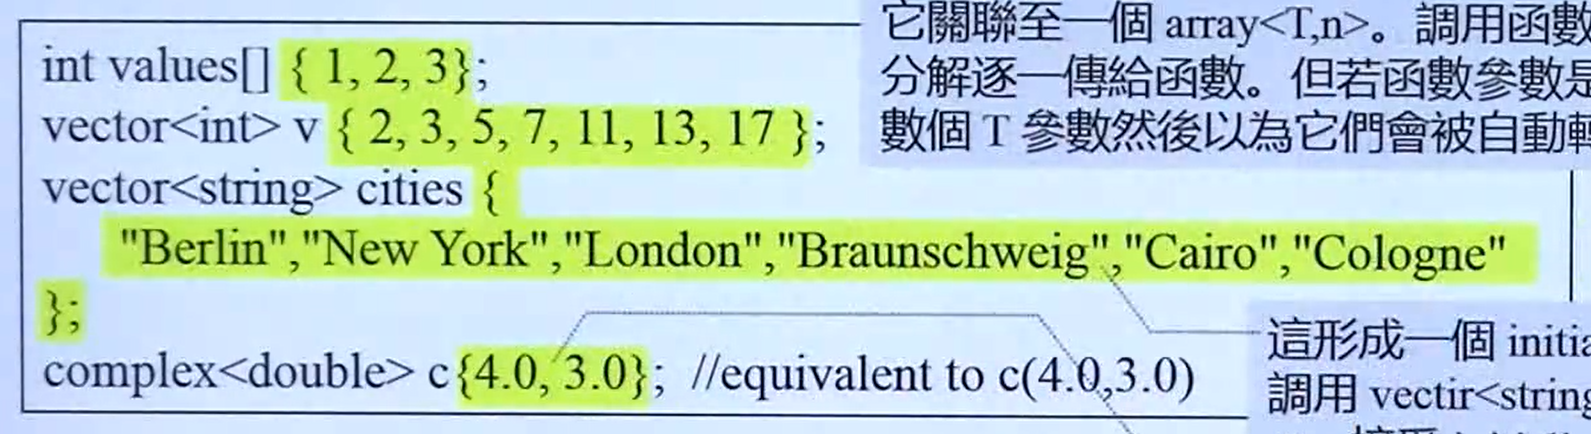 它關聯至一個 array<T,n>。調用函數
分解逐一傳給函數。但若函數參數是
數個 T 參數然後以為它們會被自動轉
int values[] { 1, 2, 3};
vector<int> v { 2, 3, 5, 7, 11, 13, 17 };
vector<string> cities {
"Berlin","New York","London","Braunschweig","Cairo","Cologne"
};
complex<double> c{4.0, 3.0}; //equivalent to c(4.0,3.0)
這形成一個 initia
調用 vectir<string